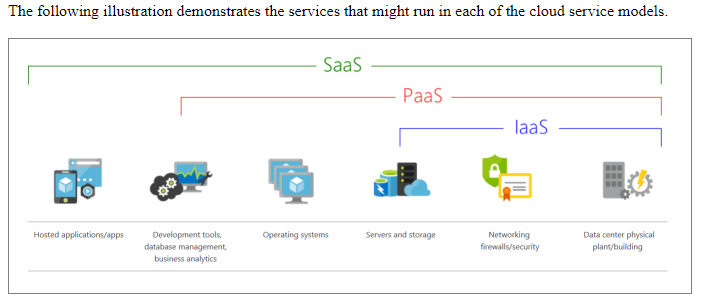 The following illustration demonstrates the services that might run in each of the cloud service models.
SaaS
PaaS
IaaS
Hosted applications/apps
Development tools,
database management,
business analytics
Operating systems
Servers and storage
Networking
firewalls/security
Data center physical
plant/building